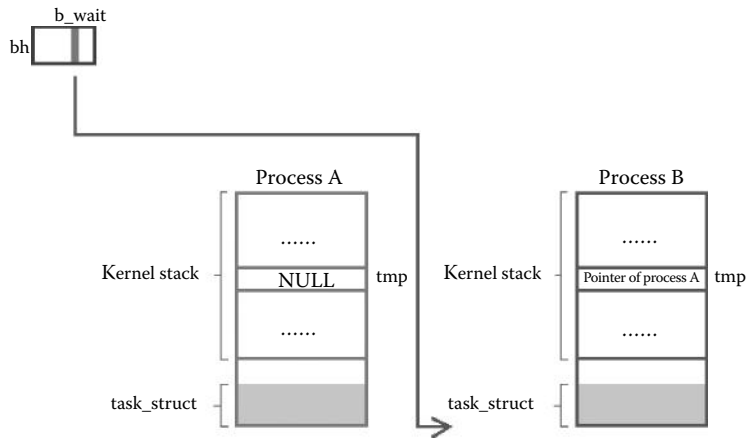 b_wait
bh
Process A
Process B
......
......
Kernel stack
NULL
tmp
Kernel stack
Pointer of process A
tmp
......
......
task_struct
task_struct